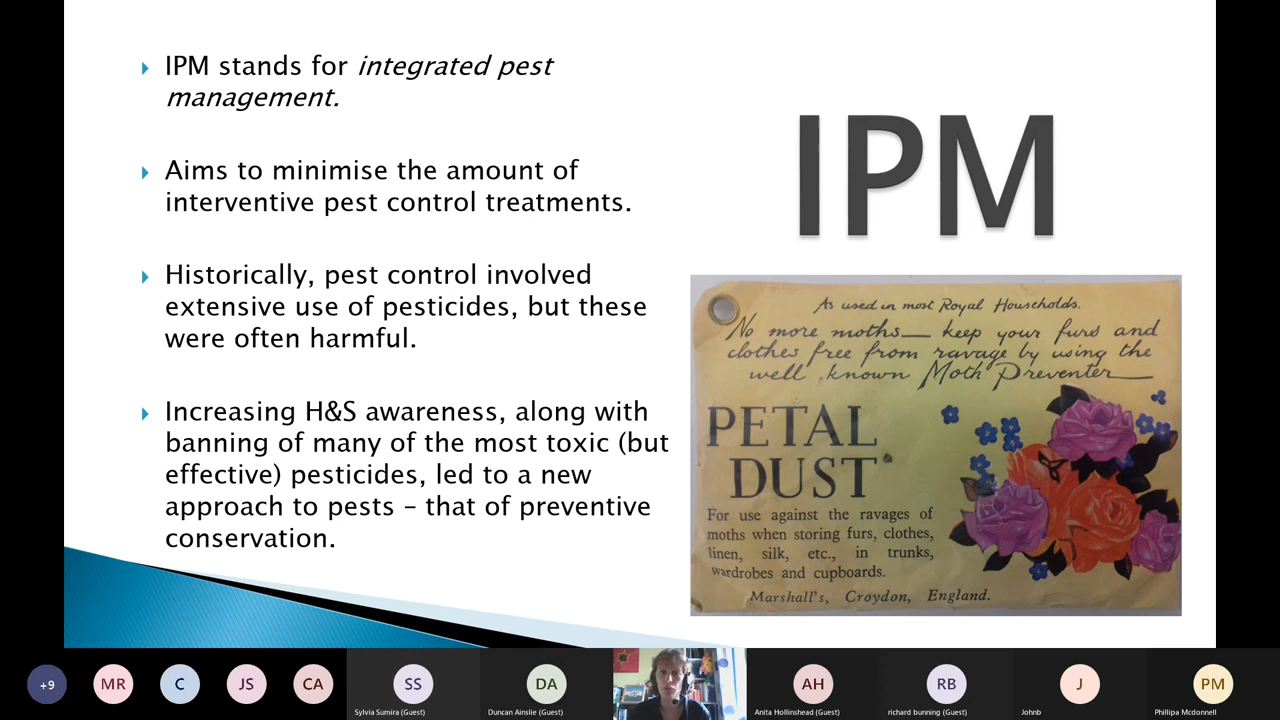 IPM stands for integrated pest
management.
Aims to minimise the amount of
interventive pest control treatments.
Historically, pest control involved
extensive use of pesticides, but these
were often harmful.
Increasing H&S awareness, along with
banning of many of the most toxic (but
effective) pesticides, led to a new
approach to pests – that of preventive
conservation.
IPM
As used in most Royal Households.
No more moths — keep your furs and
clothes free from ravage by using the
well known Moth Preventer
PETAL
DUST
For use against the ravages of
moths when storing furs, clothes,
linen, silk, etc., in trunks,
wardrobes and cupboards.
Marshall's, Croydon, England.
+9
MR
C
JS
CA
SS
Sylvia Sumira (Guest)
DA
Duncan Ainslie (Guest)
AH
Anita Hollinshead (Guest)
RB
richard bunning (Guest)
J
Johnb
PM
Phillipa Mcdonnell